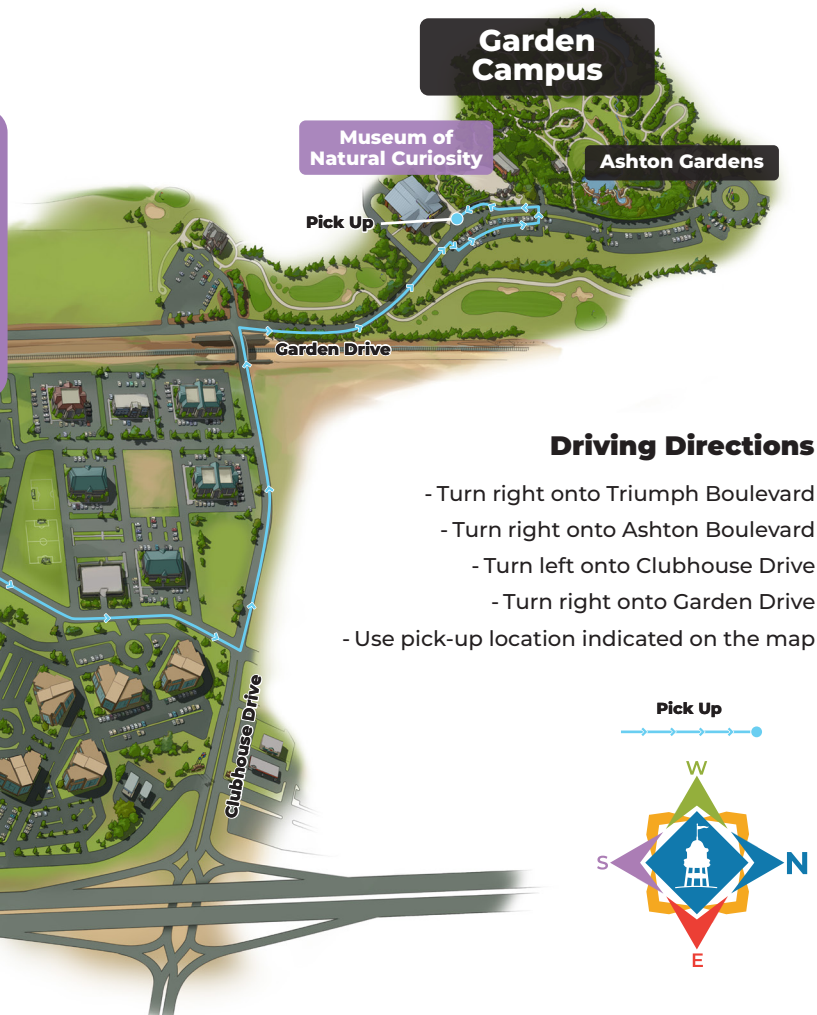 Garden
Campus
Museum of
Natural Curiosity
Ashton Gardens
Pick Up
Garden Drive
Driving Directions
- Turn right onto Triumph Boulevard
- Turn right onto Ashton Boulevard
- Turn left onto Clubhouse Drive
- Turn right onto Garden Drive
- Use pick-up location indicated on the map
Clubhouse Drive
Pick Up
W
S
N
E